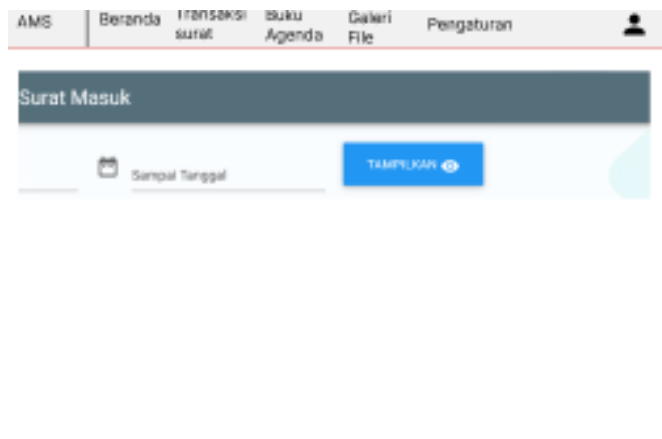 AMS
Beranda
Transaksi
surat
Buku
Agenda
Galeri
File
Pengaturan
Surat Masuk
Sampai Tanggal
TAMPILKAN